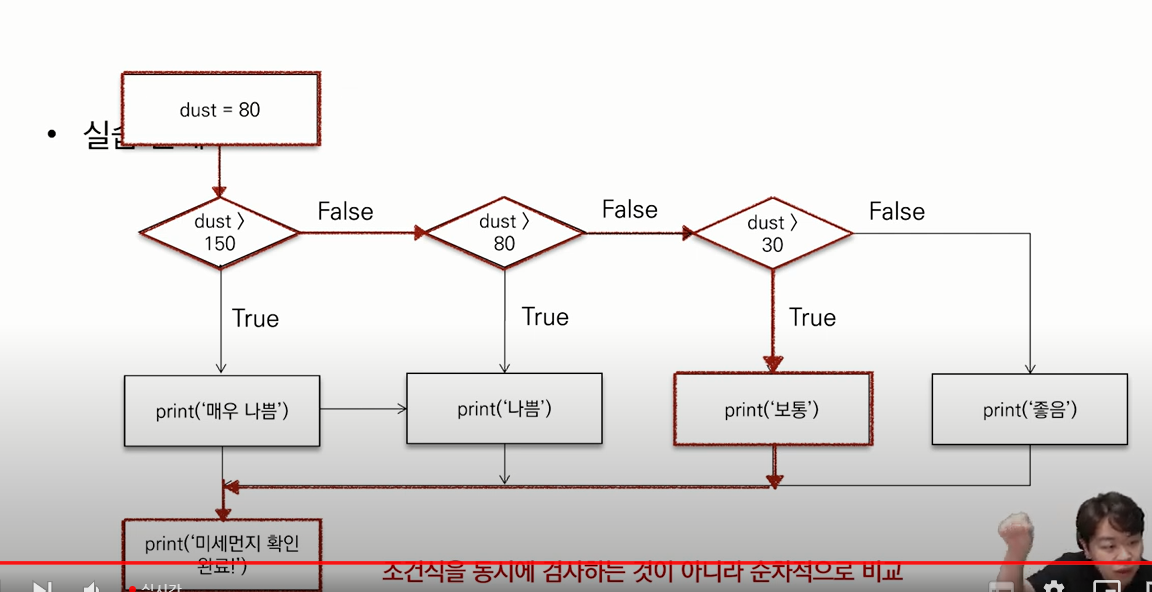 dust = 80
실습
dust >
150
False
dust >
80
False
dust >
30
False
True
True
True
print(‘매우 나쁨’)
print(‘나쁨’)
print(‘보통’)
print(‘좋음’)
print(‘미세먼지 확인
완료!’)
조건식을 동시에 검사하는 것이 아니라 순차적으로 비교
실시간